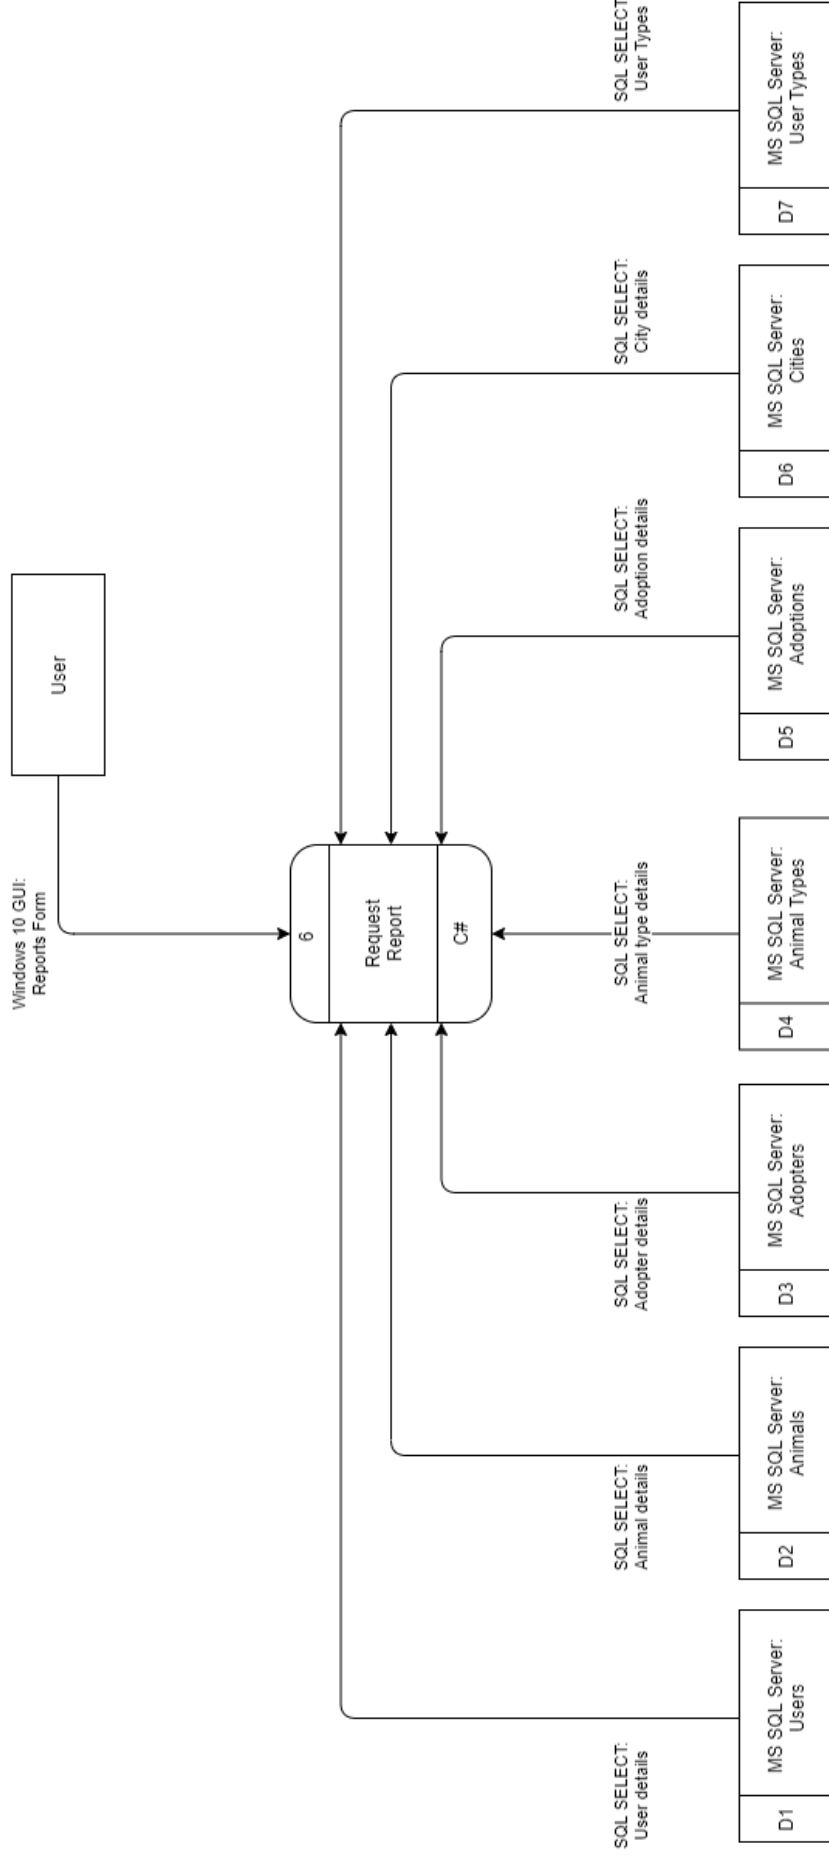 User
Windows 10 GUI:
Reports Form
6
Request
Report
C#
SQL SELECT:
User details
SQL SELECT:
Animal details
SQL SELECT:
Adopter details
SQL SELECT:
Animal type details
SQL SELECT:
Adoption details
SQL SELECT:
City details
SQL SELECT
User Types
D1
MS SQL Server:
Users
D2
MS SQL Server:
Animals
D3
MS SQL Server:
Adopters
D4
MS SQL Server:
Animal Types
D5
MS SQL Server:
Adoptions
D6
MS SQL Server:
Cities
D7
MS SQL Server:
User Types